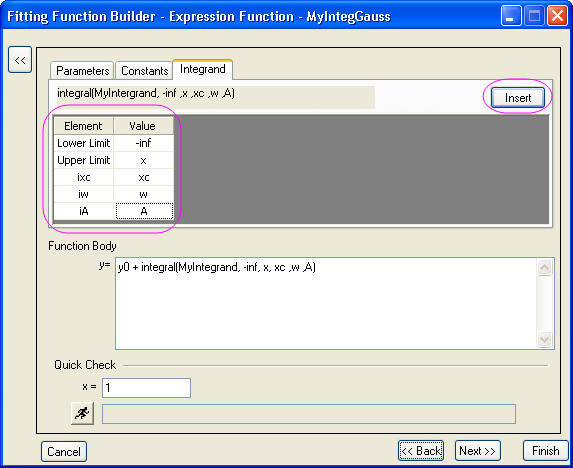 Fitting Function Builder - Expression Function - MyIntegGauss
<<
Parameters Constants Integrand
integral(MyIntergrand, -inf ,x ,xc ,w ,A)
Insert
Element Value
Lower Limit -inf
Upper Limit x
ixc xc
iw w
iA A
Function Body
y= y0 + integral(MyIntegrand, -inf, x, xc ,w ,A)
Quick Check
x = 1
Cancel << Back Next >> Finish